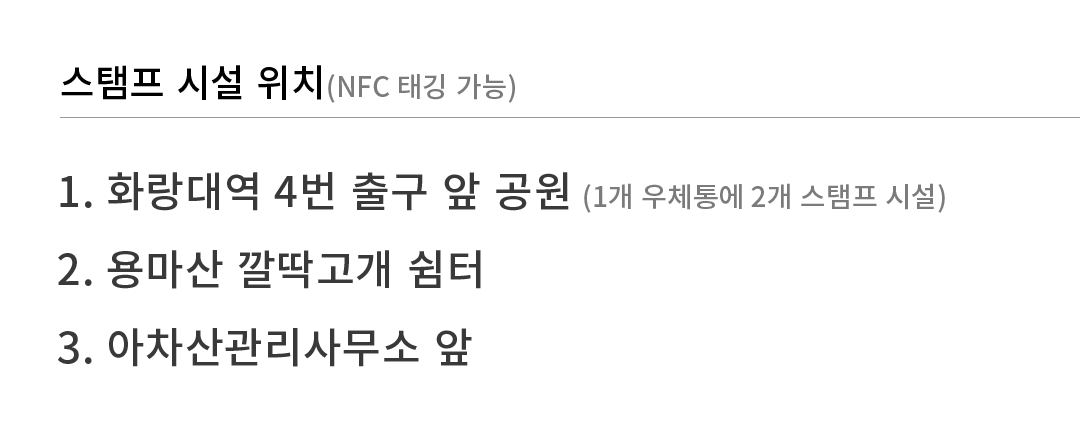 스탬프 시설 위치(NFC 태깅 가능)
1. 화랑대역 4번 출구 앞 공원 (1개 우체통에 2개 스탬프 시설)
2. 용마산 깔딱고개 쉼터
3. 아차산관리사무소 앞